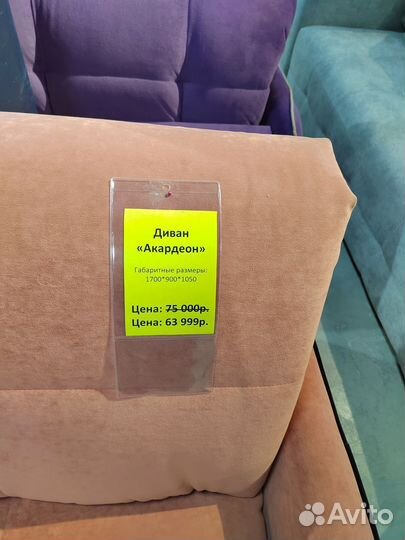 Диван
«Акардеон»
Габаритные размеры:
1700*900*1050
Цена: 75 000р.
Цена: 63 999р.
Avito